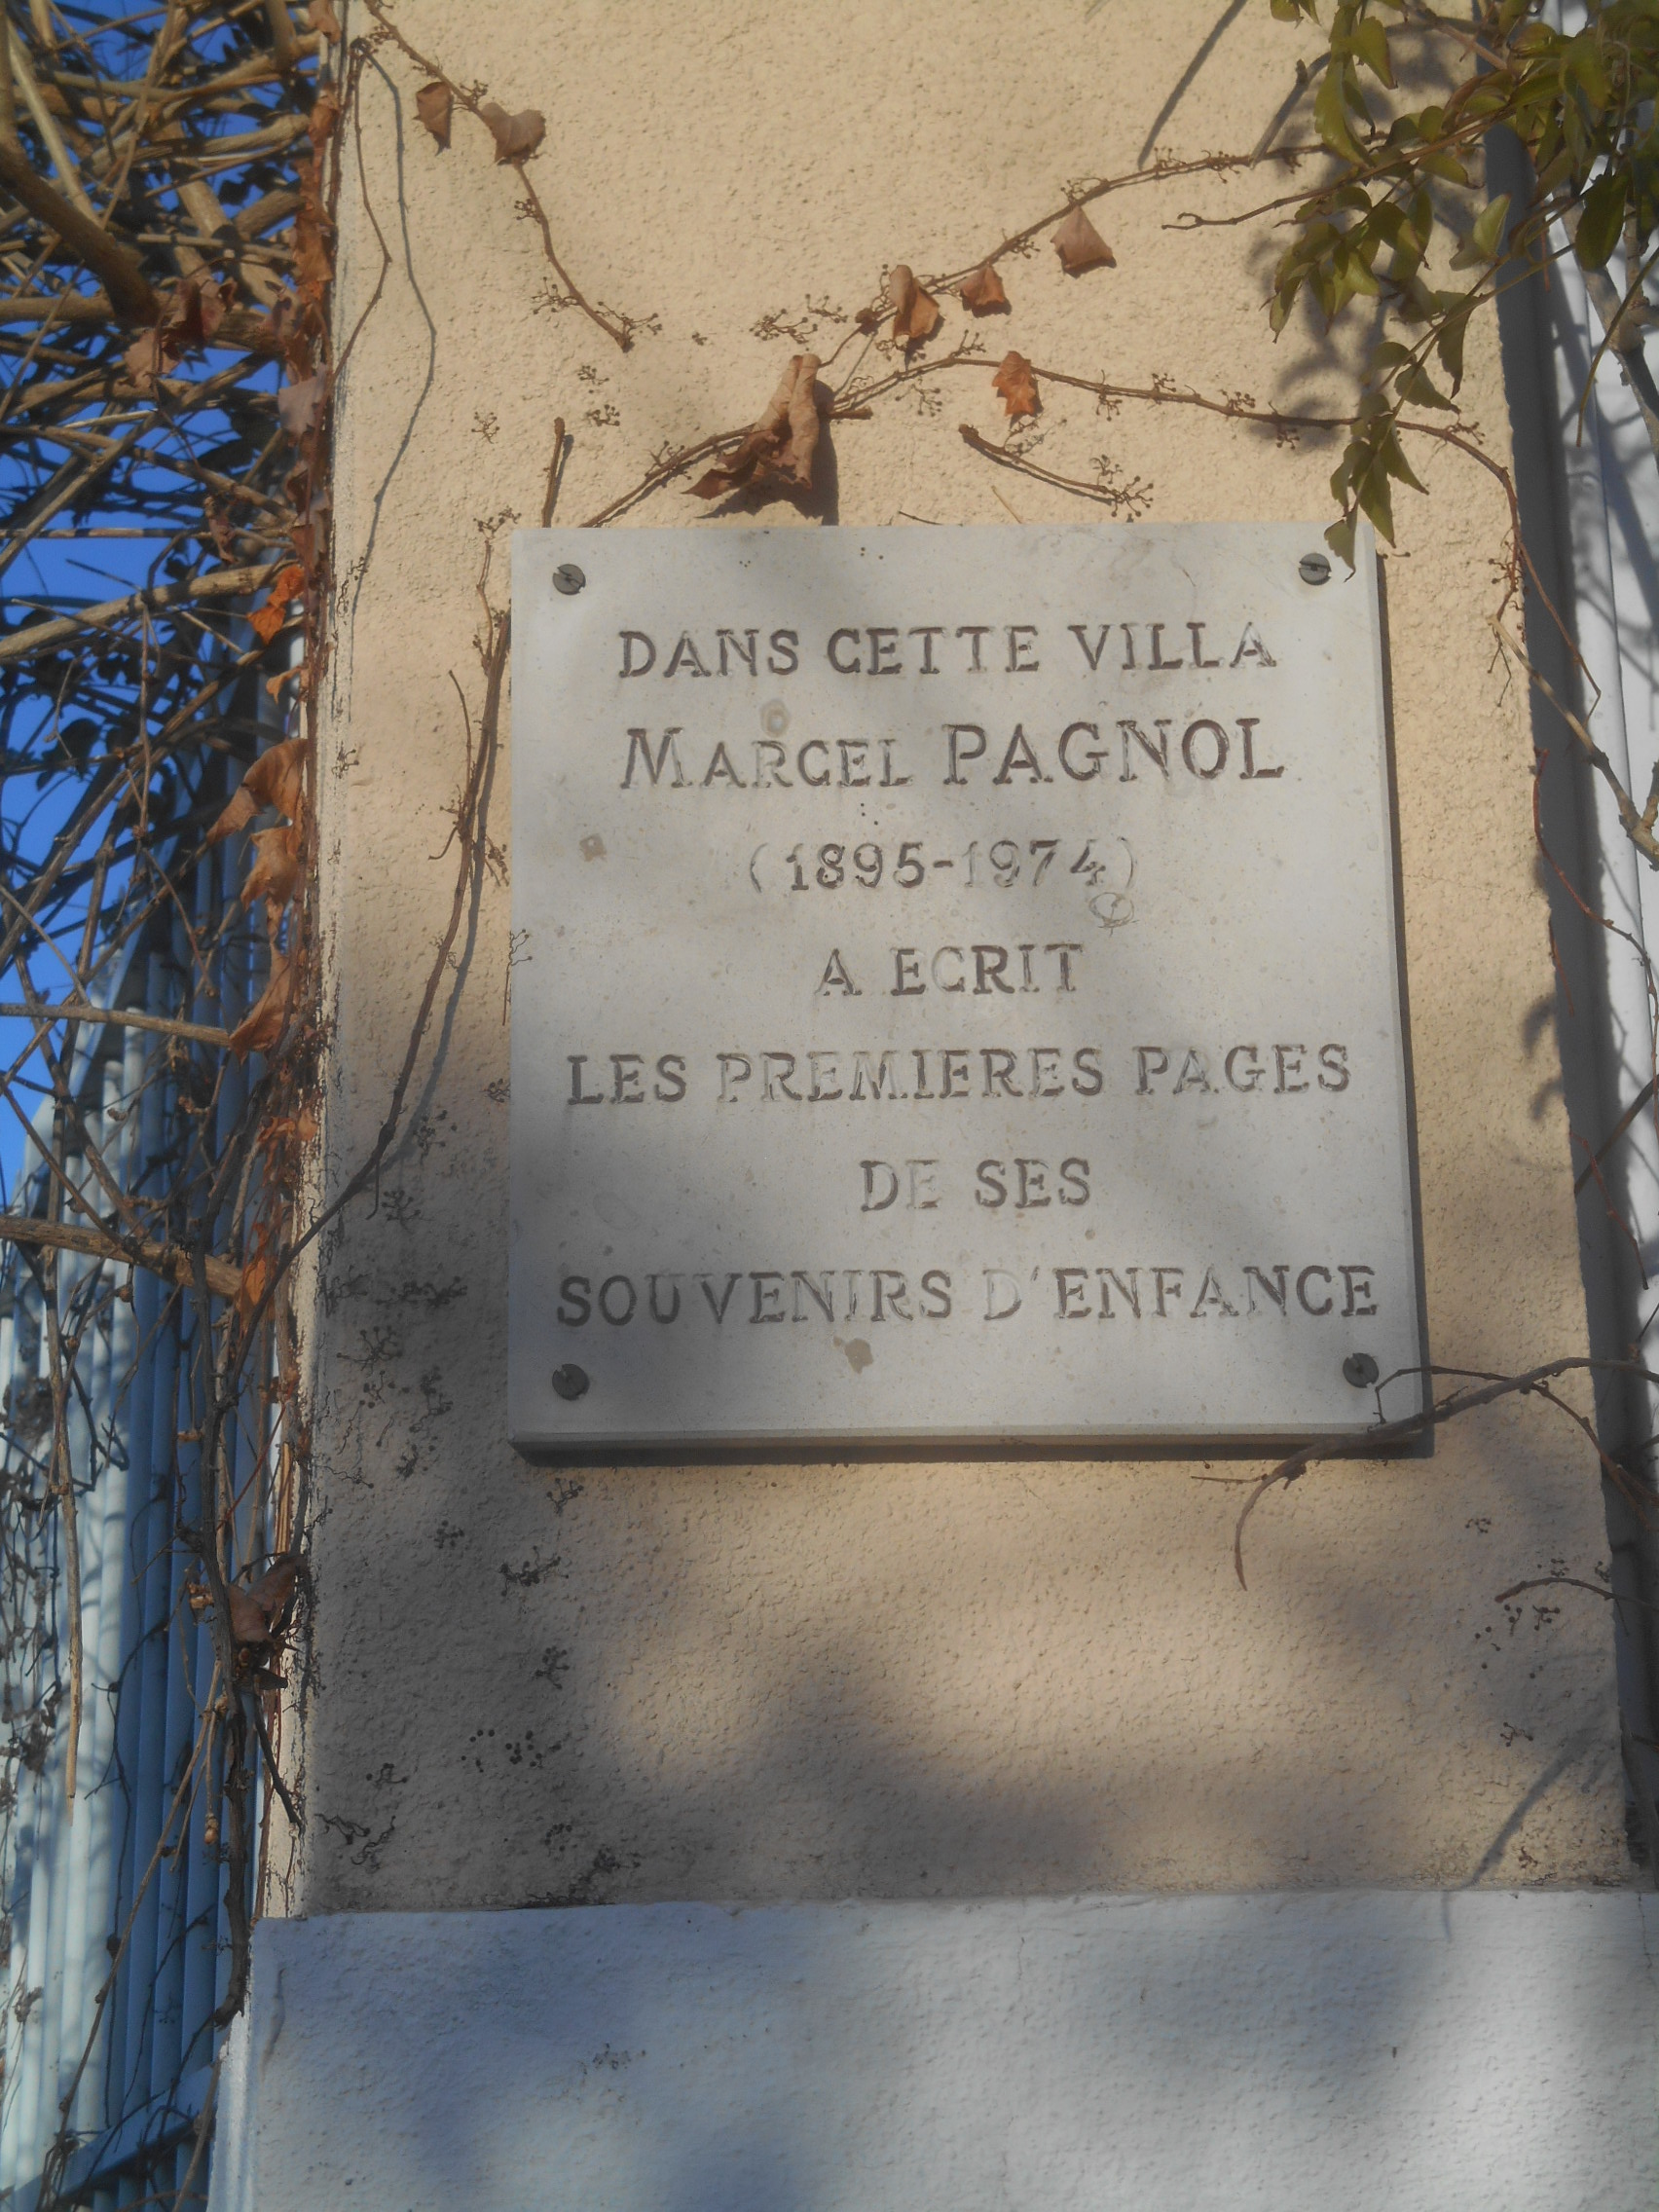 DANS CETTE VILLA
MARCEL PAGNOL
(1895-1974)
A ECRIT
LES PREMIERES PAGES
DE SES
SOUVENIRS D'ENFANCE